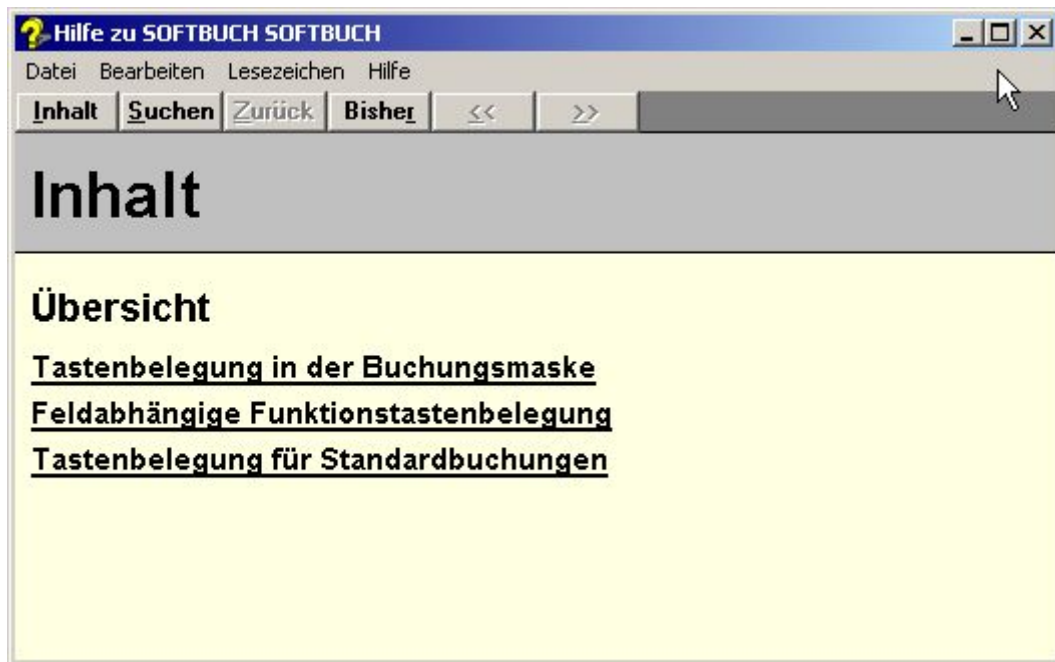 Hilfe zu SOFTBUCH SOFTBUCH
Datei Bearbeiten Lesezeichen Hilfe
Inhalt Suchen Zurück Bisher << >>
Inhalt
Übersicht
Tastenbelegung in der Buchungsmaske
Feldabhängige Funktionstastenbelegung
Tastenbelegung für Standardbuchungen